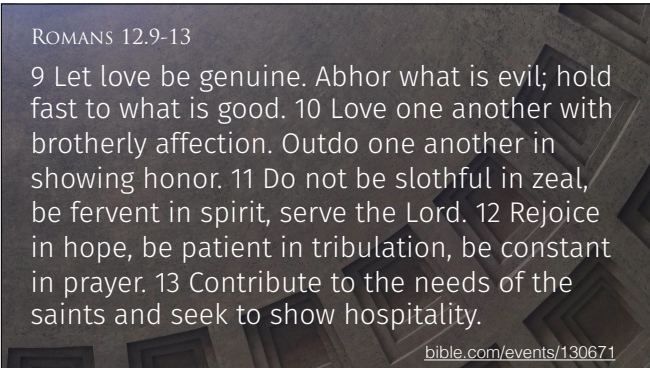 Romans 12.9-13
9 Let love be genuine. Abhor what is evil; hold
fast to what is good. 10 Love one another with
brotherly affection. Outdo one another in
showing honor. 11 Do not be slothful in zeal,
be fervent in spirit, serve the Lord. 12 Rejoice
in hope, be patient in tribulation, be constant
in prayer. 13 Contribute to the needs of the
saints and seek to show hospitality.
bible.com/events/130671